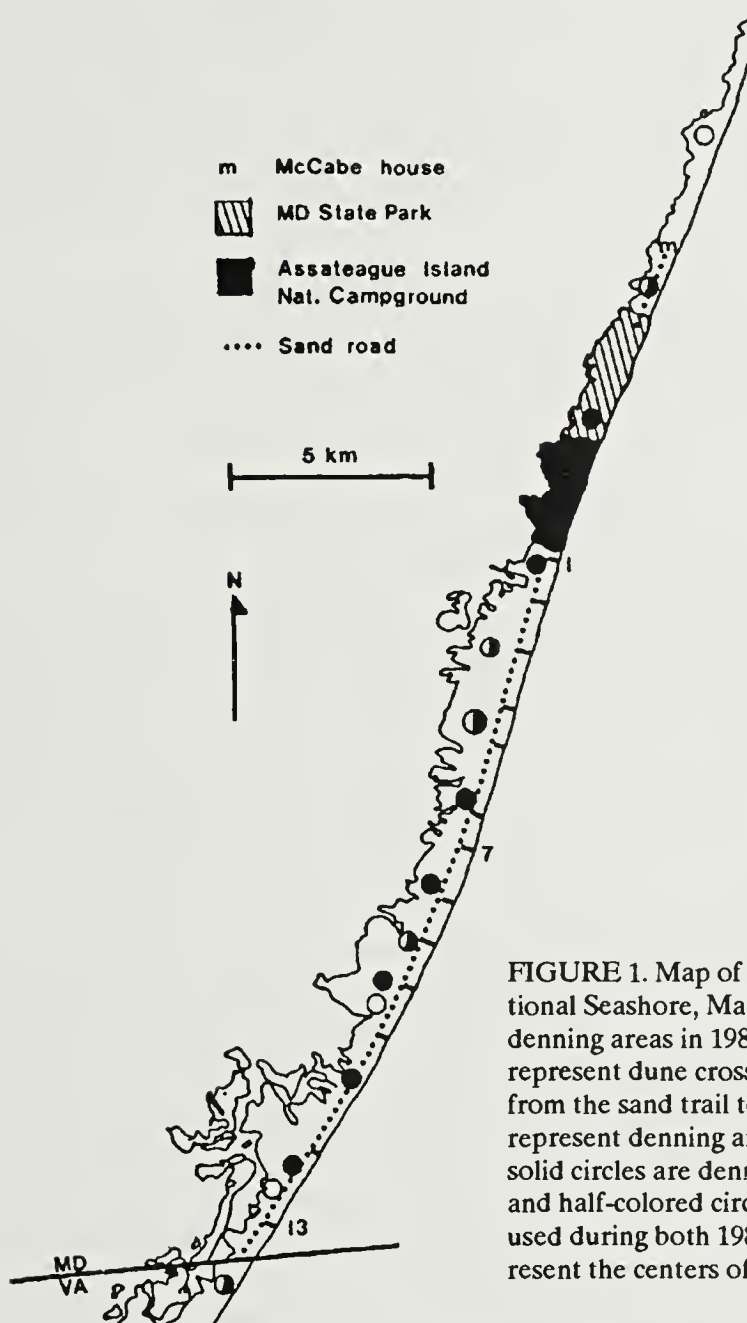 m McCabe house
MD State Park
Assateague Island
Nat. Campground
Sand road
5 km
N
1
7
13
MD
VA
FIGURE 1. Map of
tional Seashore, Ma
denning areas in 198
represent dune cross
from the sand trail t
represent denning a
solid circles are denn
and half-colored circ
used during both 198
resent the centers of